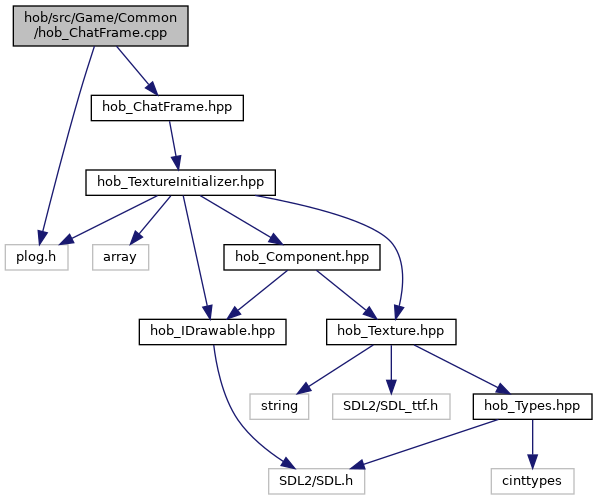 hob/src/Game/Common
/hob_ChatFrame.cpp
hob_ChatFrame.hpp
hob_TextureInitializer.hpp
plog.h
array
hob_Component.hpp
hob_IDrawable.hpp
hob_Texture.hpp
string
SDL2/SDL_ttf.h
hob_Types.hpp
SDL2/SDL.h
cinttypes